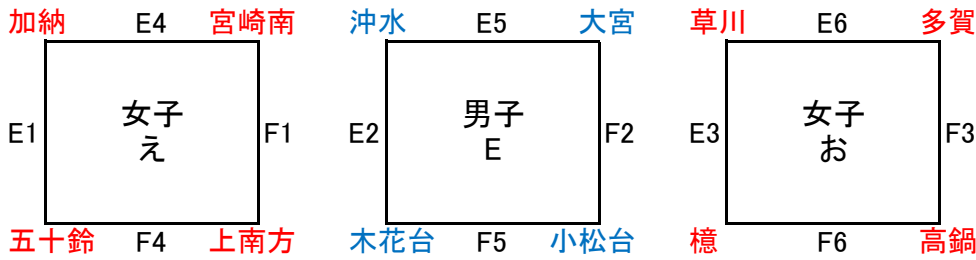 加納 E4 宮崎南 沖水 E5 大宮 草川 E6 多賀
女子 男子 女子
E1 F1 E2 F2 E3 F3
え E お
五十鈴 F4 上南方 木花台 F5 小松台 檍 F6 高鍋